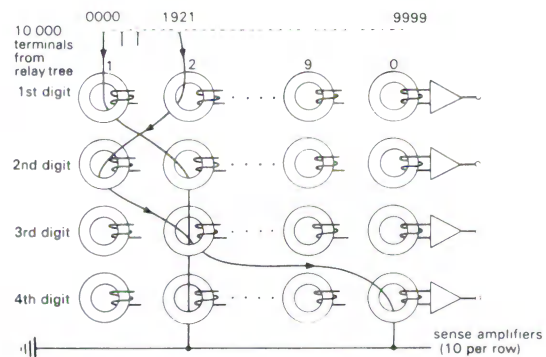 0000 1921 9999
10 000
terminals
from
relay tree
1 2 9 0
1st digit
2nd digit
3rd digit
4th digit
sense amplifiers
(10 per row)